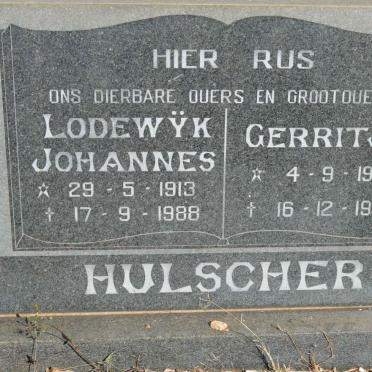 HIER RUS
ONS DIERBARE OUERS EN GROOTOUE
LODEWŸK
JOHANNES
☆ 29 - 5 - 1913
† 17 - 9 - 1988
GERRIT
☆ 4 - 9 - 19
† 16 - 12 - 19
HULSCHER